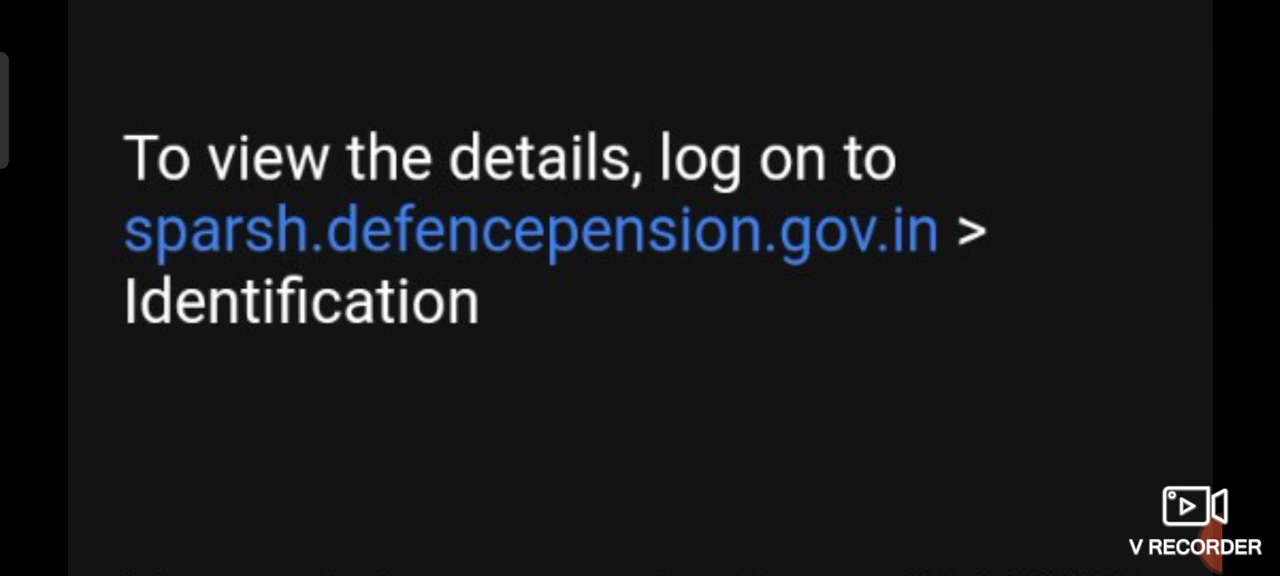 To view the details, log on to
sparsh.defencepension.gov.in >
Identification
V RECORDER